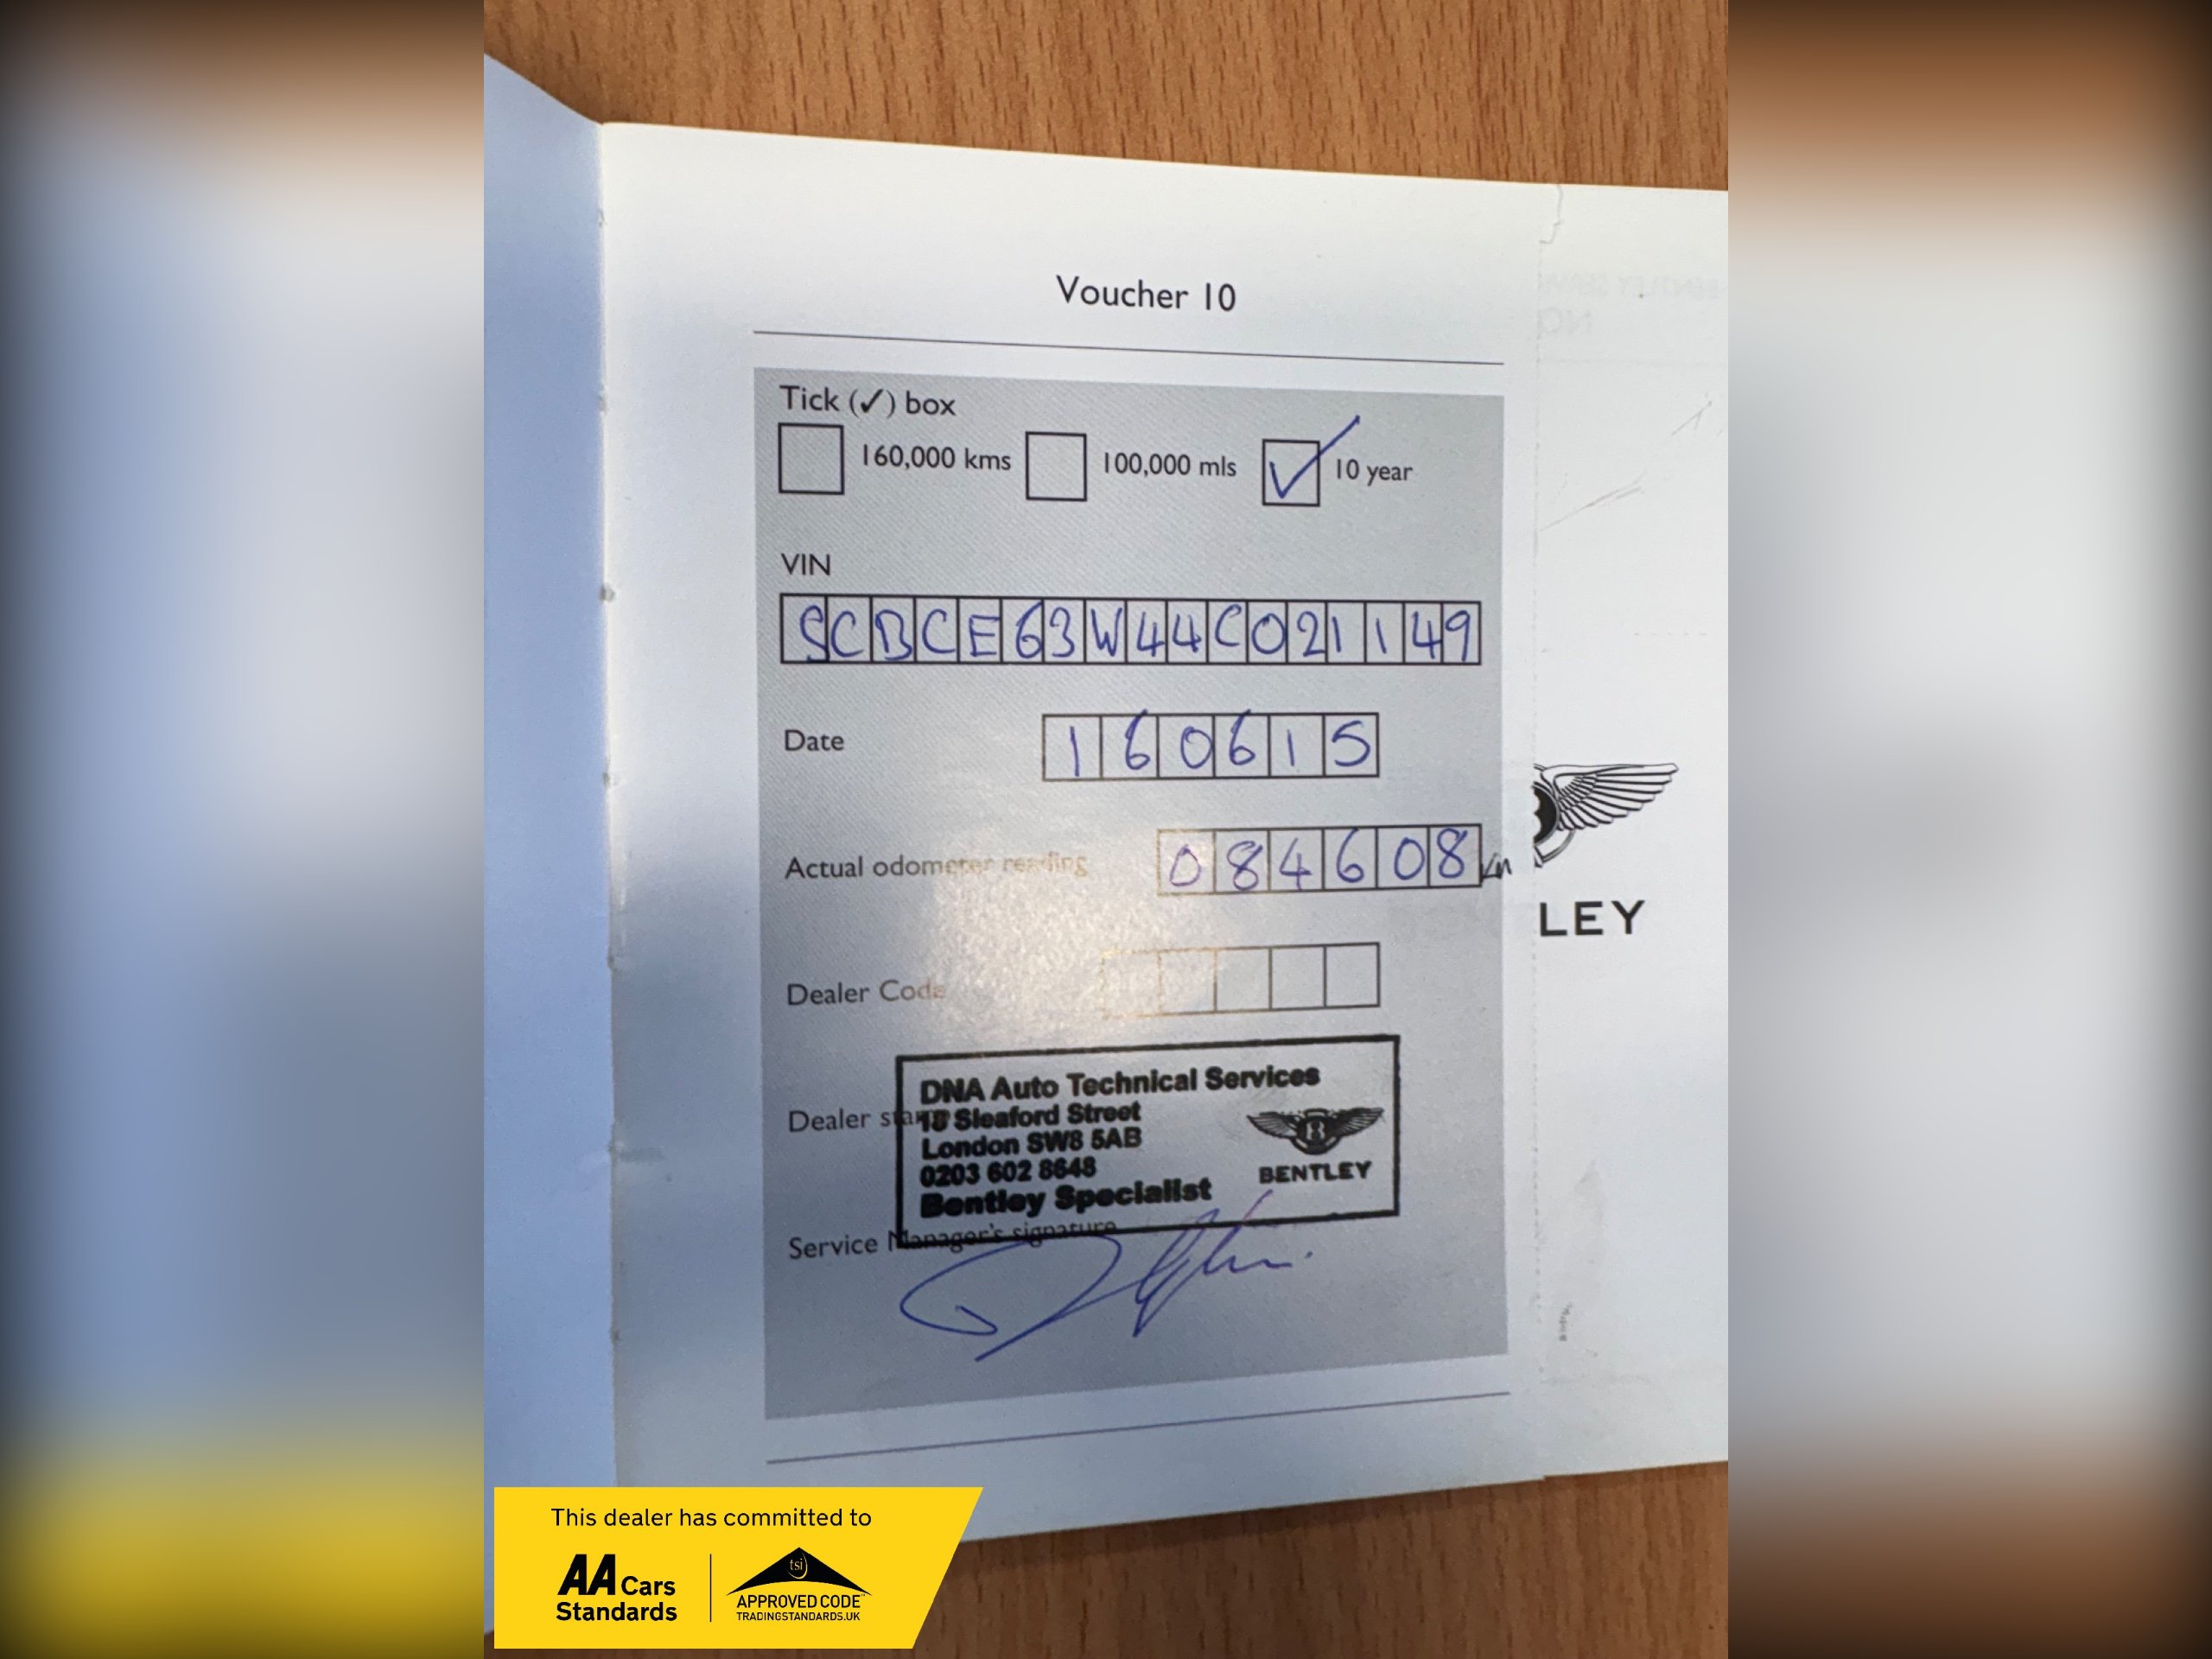 Voucher 10
Tick (✓) box
160,000 kms 100,000 mls ✓ 10 year
VIN
SCBCE63W44C021149
Date 160615
Actual odometer reading 084608 km
LEY
Dealer Code
Dealer stamp
DNA Auto Technical Services
18 Sleaford Street
London SW8 5AB
0203 602 8648
Bentley Specialist
BENTLEY
Service Manager's signature
This dealer has committed to
AA Cars
Standards
tsi
APPROVED CODE
TRADINGSTANDARDS.UK